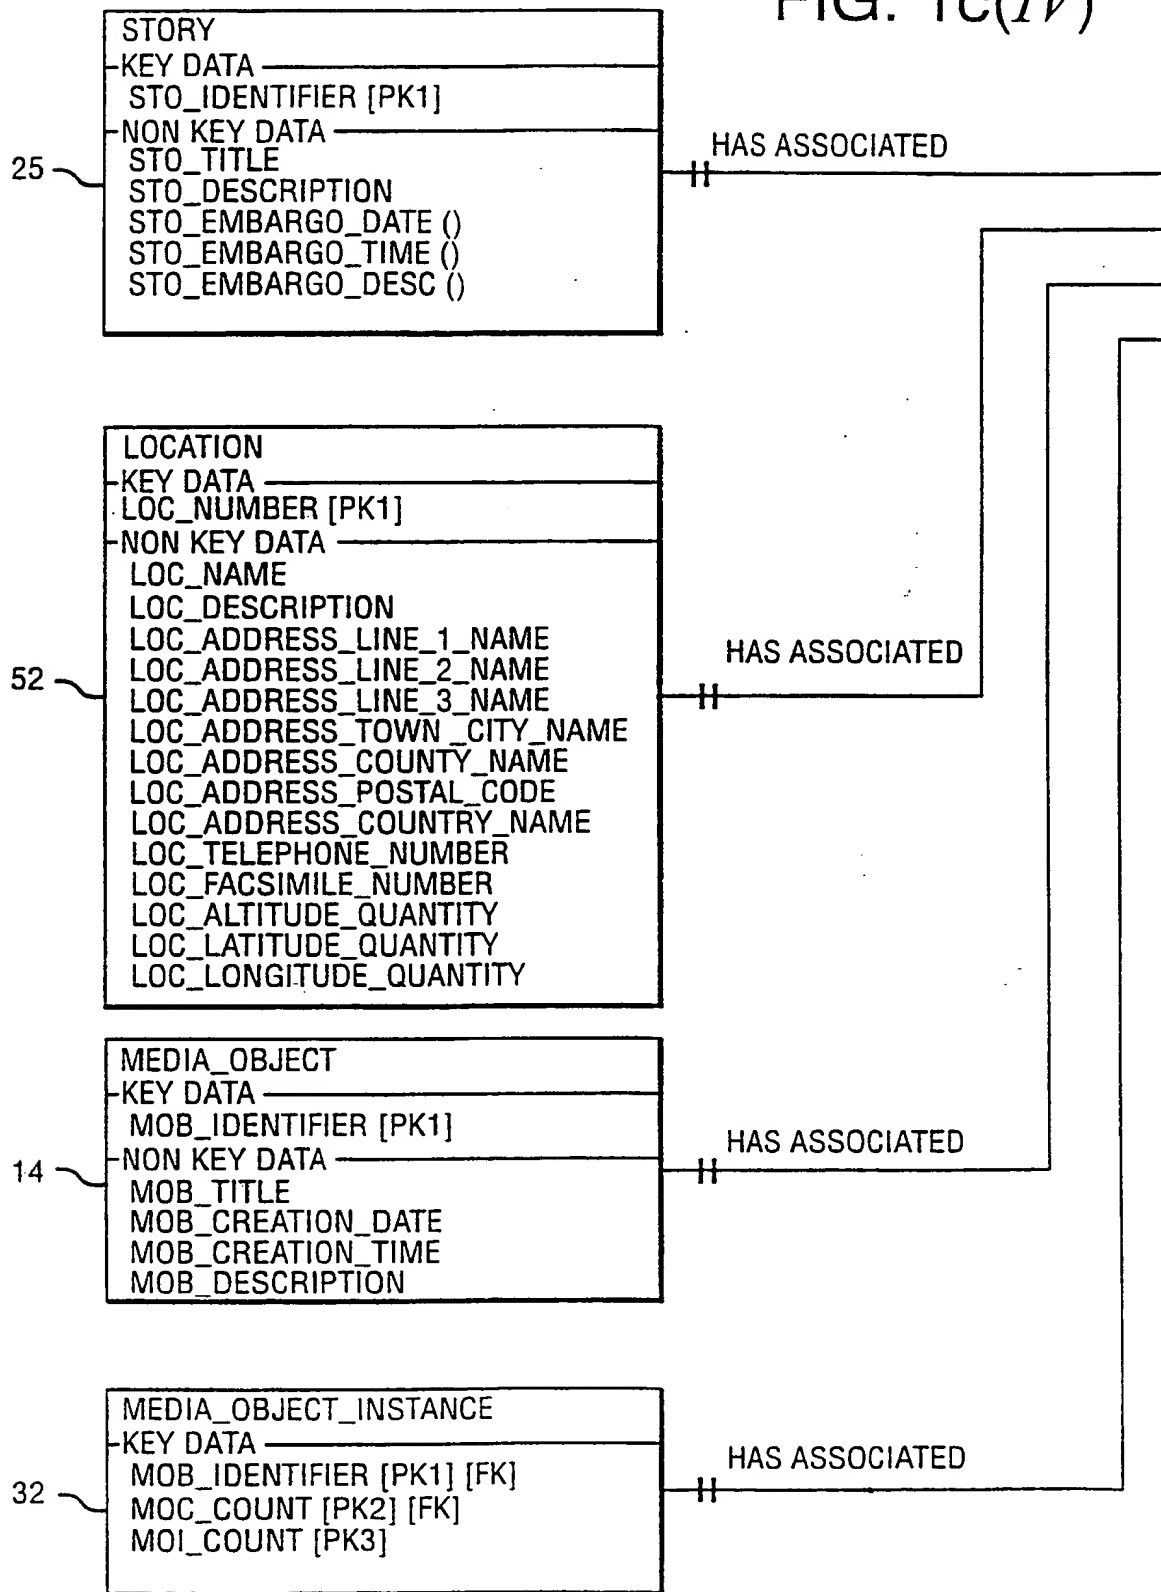 FIG. 1c(IV)
STORY
KEY DATA
STO_IDENTIFIER [PK1]
NON KEY DATA
STO_TITLE
STO_DESCRIPTION
STO_EMBARGO_DATE ()
STO_EMBARGO_TIME ()
STO_EMBARGO_DESC ()
25
HAS ASSOCIATED
LOCATION
KEY DATA
LOC_NUMBER [PK1]
NON KEY DATA
LOC_NAME
LOC_DESCRIPTION
LOC_ADDRESS_LINE_1_NAME
LOC_ADDRESS_LINE_2_NAME
LOC_ADDRESS_LINE_3_NAME
LOC_ADDRESS_TOWN _CITY_NAME
LOC_ADDRESS_COUNTY_NAME
LOC_ADDRESS_POSTAL_CODE
LOC_ADDRESS_COUNTRY_NAME
LOC_TELEPHONE_NUMBER
LOC_FACSIMILE_NUMBER
LOC_ALTITUDE_QUANTITY
LOC_LATITUDE_QUANTITY
LOC_LONGITUDE_QUANTITY
52
HAS ASSOCIATED
MEDIA_OBJECT
KEY DATA
MOB_IDENTIFIER [PK1]
NON KEY DATA
MOB_TITLE
MOB_CREATION_DATE
MOB_CREATION_TIME
MOB_DESCRIPTION
14
HAS ASSOCIATED
MEDIA_OBJECT_INSTANCE
KEY DATA
MOB_IDENTIFIER [PK1] [FK]
MOC_COUNT [PK2] [FK]
MOI_COUNT [PK3]
32
HAS ASSOCIATED